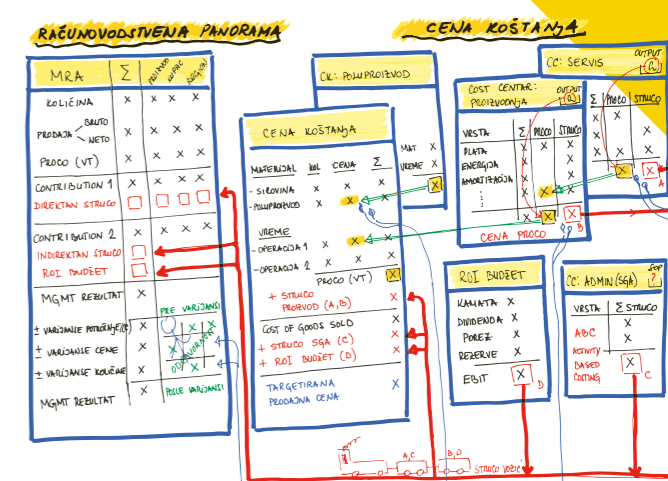 RAČUNOVODSTVENA PANORAMA
CENA KOŠTANJA
MRA Σ PROIZVOD KUPAC REGION
KOLIČINA X X X X
PRODAJA BRUTO X X X X
NETO
PROCO (VT) X X X X
CONTRIBUTION 1 X X X X
DIREKTAN STRUCO
CONTRIBUTION 2 X X X X
INDIREKTAN STRUCO
ROI BUDŽET
MGMT REZULTAT X
PRE VARIJANSI
± VARIJANSE POTROŠNJE X X X
± VARIJANSE CENE X X
ODGOVORNOST
± VARIJANSE KOLIČINE X X
MGMT REZULTAT X
POSLE VARIJANSI
CK: POLUPROIZVOD
MAT X
VREME X
X
CENA KOŠTANJA
MATERIJAL KOL CENA Σ
- SIROVINA X X X
- POLUPROIZVOD X X X
VREME
- OPERACIJA 1 X X X
- OPERACIJA 2 X X X
PROCO (VT) X
+ STRUCO X
PROIZVOD (A,B)
COST OF GOODS SOLD X
+ STRUCO SGA (C) X
+ ROI BUDŽET (D) X
TARGETIRANA X
PRODAJNA CENA
COST CENTAR: OUTPUT
PROIZVODNJA
VRSTA Σ PROCO STRUCO
PLATA X X
ENERGIJA X X
AMORTIZACIJA X X X
X X X
B
CENA PROCO
CC: SERVIS OUTPUT
Σ PROCO STRUCO
X X
X X
X X X
X X X
A
ROI BUDŽET
KAMATA X
DIVIDENDA X
POREZ X
REZERVE X
EBIT X
D
CC: ADMIN (SGA) ?
VRSTA Σ STRUCO
ABC X X
ACTIVITY
BASED X
COSTING C
A,C B,D
STRUCO VOZIĆ